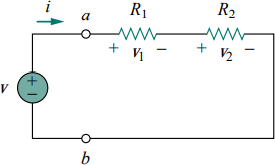 i a R₁ R₂
+ v₁ − + v₂ −
v + −
b